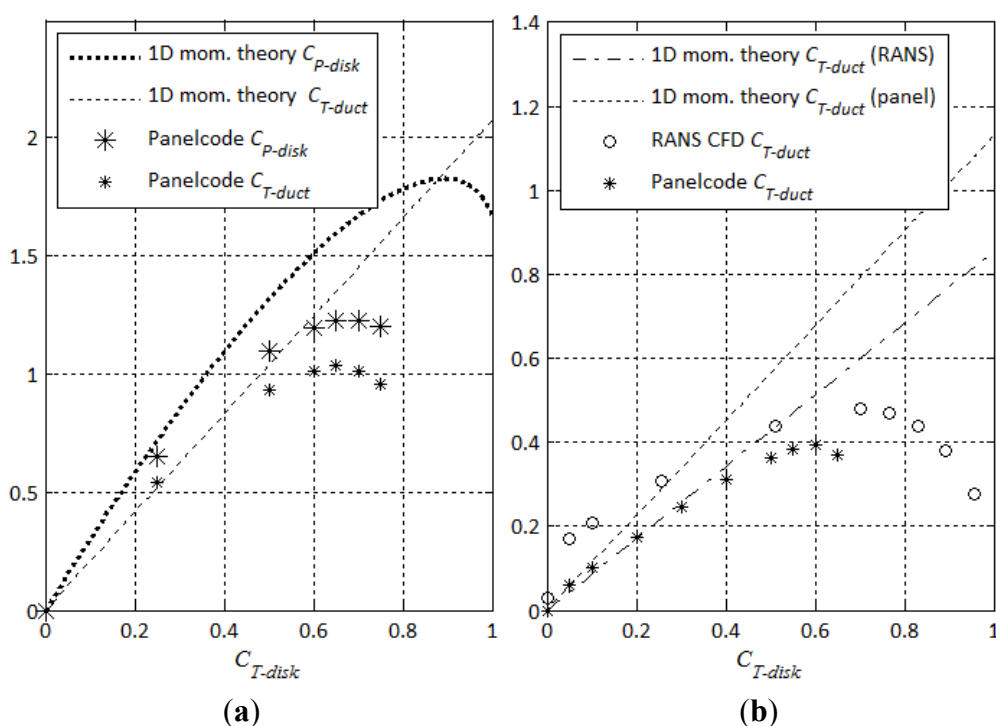 1D mom. theory C_P-disk
1D mom. theory C_T-duct
Panelcode C_P-disk
Panelcode C_T-duct
2
1.5
1
0.5
0
0 0.2 0.4 0.6 0.8 1
C_T-disk
(a)
1.4
1D mom. theory C_T-duct (RANS)
1D mom. theory C_T-duct (panel)
RANS CFD C_T-duct
Panelcode C_T-duct
1.2
1
0.8
0.6
0.4
0.2
0
0 0.2 0.4 0.6 0.8 1
C_T-disk
(b)